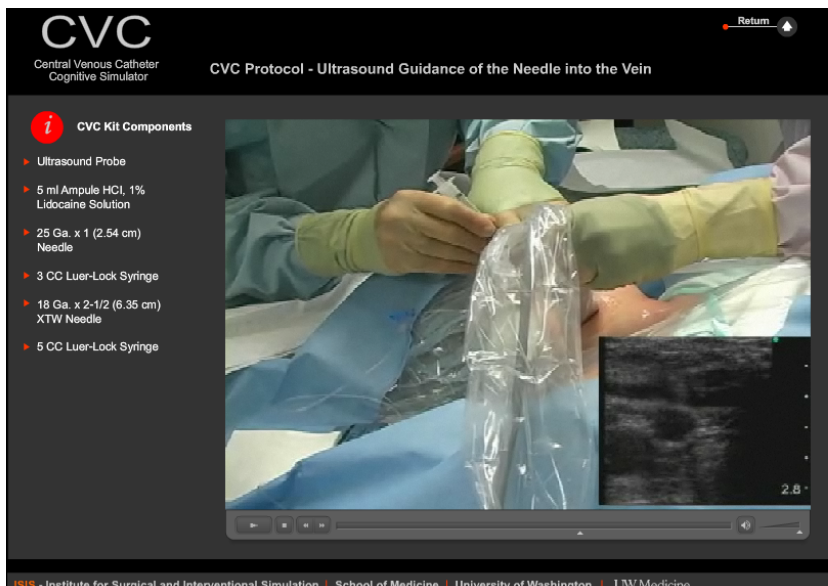 CVC
Central Venous Catheter
Cognitive Simulator
Return
CVC Protocol - Ultrasound Guidance of the Needle into the Vein
i
CVC Kit Components
Ultrasound Probe
5 ml Ampule HCI, 1%
Lidocaine Solution
25 Ga. x 1 (2.54 cm)
Needle
3 CC Luer-Lock Syringe
18 Ga. x 2-1/2 (6.35 cm)
XTW Needle
5 CC Luer-Lock Syringe
2.8
ISIS - Institute for Surgical and Interventional Simulation | School of Medicine | University of Washington | UW Medicine